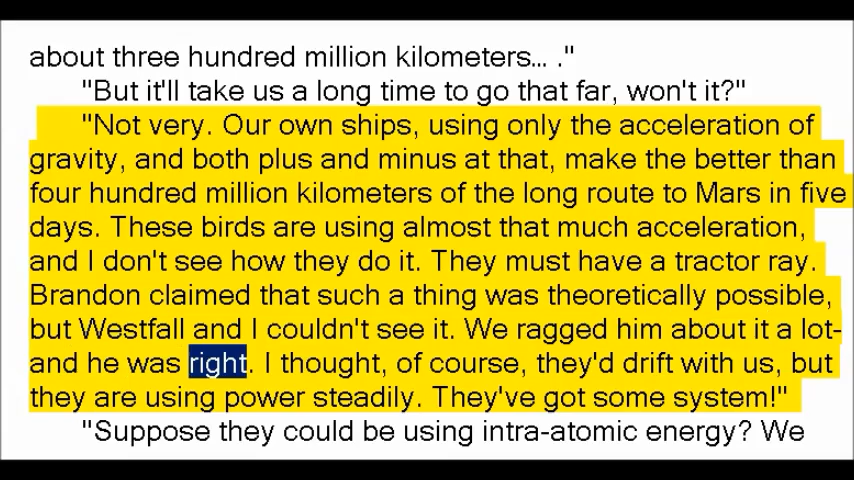 about three hundred million kilometers... ."
"But it'll take us a long time to go that far, won't it?"
"Not very. Our own ships, using only the acceleration of
gravity, and both plus and minus at that, make the better than
four hundred million kilometers of the long route to Mars in five
days. These birds are using almost that much acceleration,
and I don't see how they do it. They must have a tractor ray.
Brandon claimed that such a thing was theoretically possible,
but Westfall and I couldn't see it. We ragged him about it a lot-
and he was right. I thought, of course, they'd drift with us, but
they are using power steadily. They've got some system!"
"Suppose they could be using intra-atomic energy? We